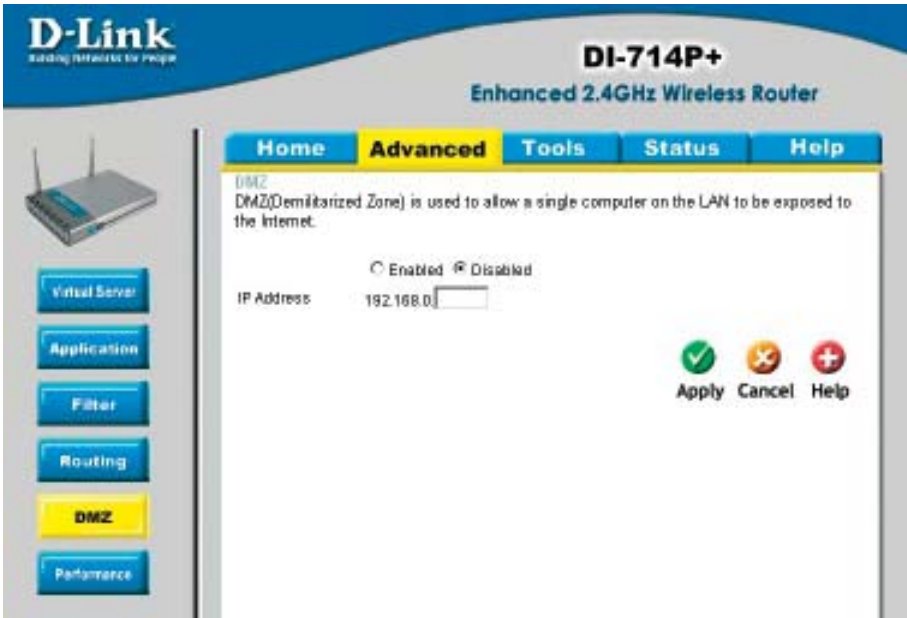 D-Link
Building Networks for People
DI-714P+
Enhanced 2.4GHz Wireless Router
Home
Advanced
Tools
Status
Help
DMZ
DMZ(Demilitarized Zone) is used to allow a single computer on the LAN to be exposed to
the Internet.
Enabled Disabled
IP Address 192.168.0.
Apply Cancel Help
Virtual Server
Application
Filter
Routing
DMZ
Performance